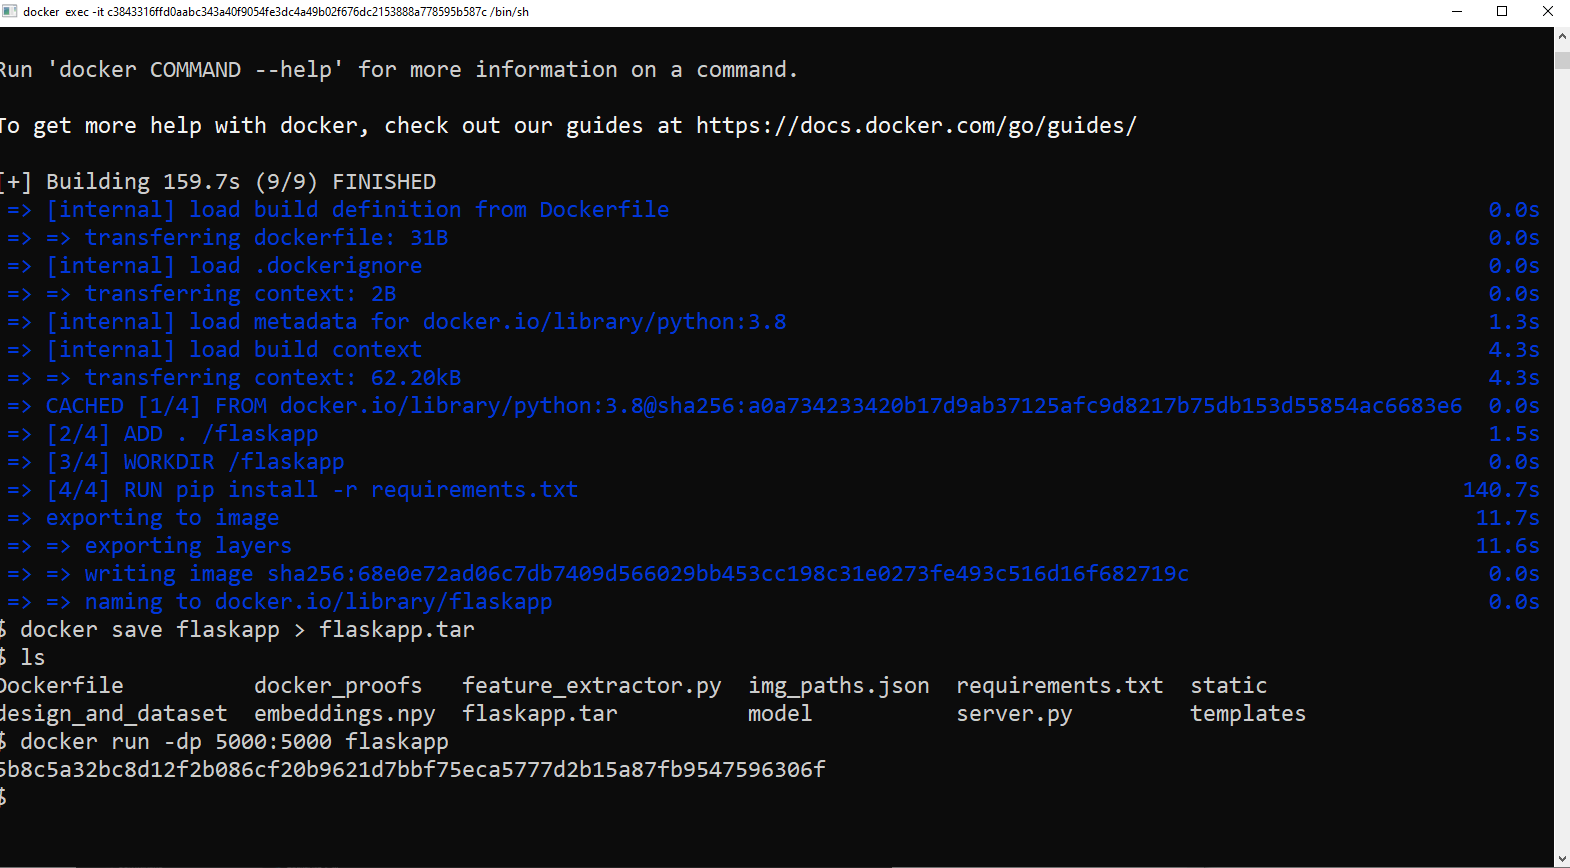 docker exec -it c3843316ffd0aabc343a40f9054fe3dc4a49b02f676dc2153888a778595b587c /bin/sh
Run 'docker COMMAND --help' for more information on a command.
To get more help with docker, check out our guides at https://docs.docker.com/go/guides/
[+] Building 159.7s (9/9) FINISHED
=> [internal] load build definition from Dockerfile 0.0s
=> => transferring dockerfile: 31B 0.0s
=> [internal] load .dockerignore 0.0s
=> => transferring context: 2B 0.0s
=> [internal] load metadata for docker.io/library/python:3.8 1.3s
=> [internal] load build context 4.3s
=> => transferring context: 62.20kB 4.3s
=> CACHED [1/4] FROM docker.io/library/python:3.8@sha256:a0a734233420b17d9ab37125afc9d8217b75db153d55854ac6683e6 0.0s
=> [2/4] ADD . /flaskapp 1.5s
=> [3/4] WORKDIR /flaskapp 0.0s
=> [4/4] RUN pip install -r requirements.txt 140.7s
=> exporting to image 11.7s
=> => exporting layers 11.6s
=> => writing image sha256:68e0e72ad06c7db7409d566029bb453cc198c31e0273fe493c516d16f682719c 0.0s
=> => naming to docker.io/library/flaskapp 0.0s
$ docker save flaskapp > flaskapp.tar
$ ls
Dockerfile docker_proofs feature_extractor.py img_paths.json requirements.txt static
design_and_dataset embeddings.npy flaskapp.tar model server.py templates
$ docker run -dp 5000:5000 flaskapp
5b8c5a32bc8d12f2b086cf20b9621d7bbf75eca5777d2b15a87fb9547596306f
$